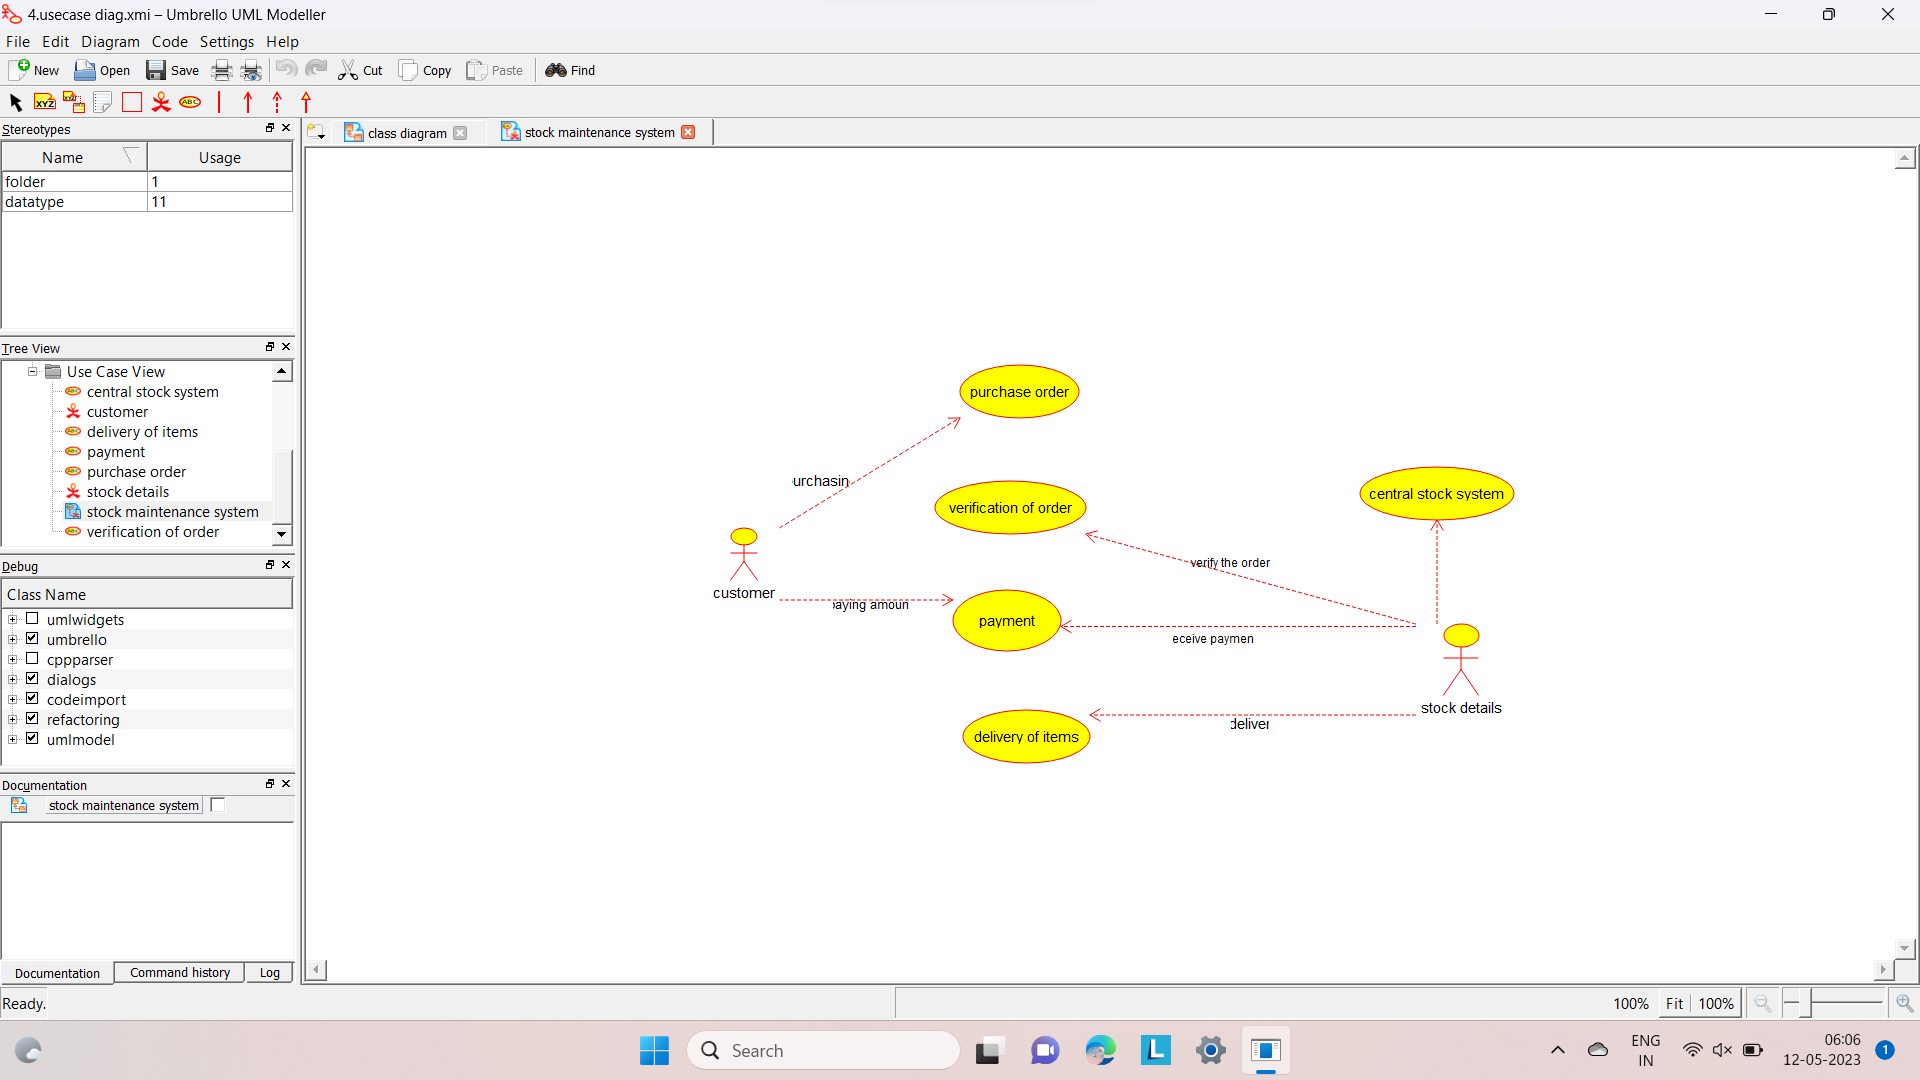 4.usecase diag.xmi – Umbrello UML Modeller
File Edit Diagram Code Settings Help
New Open Save Cut Copy Paste Find
XYZ XYZ ABC
Stereotypes
class diagram stock maintenance system
Name Usage
folder 1
datatype 11
Tree View
Use Case View
central stock system
customer
delivery of items
payment
purchase order
stock details
stock maintenance system
verification of order
Debug
Class Name
umlwidgets
umbrello
cppparser
dialogs
codeimport
refactoring
umlmodel
Documentation
stock maintenance system
Documentation Command history Log
purchase order
urchasin
verification of order
central stock system
verify the order
customer
paying amoun
payment
eceive paymen
stock details
deliver
delivery of items
Ready.
100% Fit 100%
Search
L
ENG
IN
06:06
12-05-2023
1